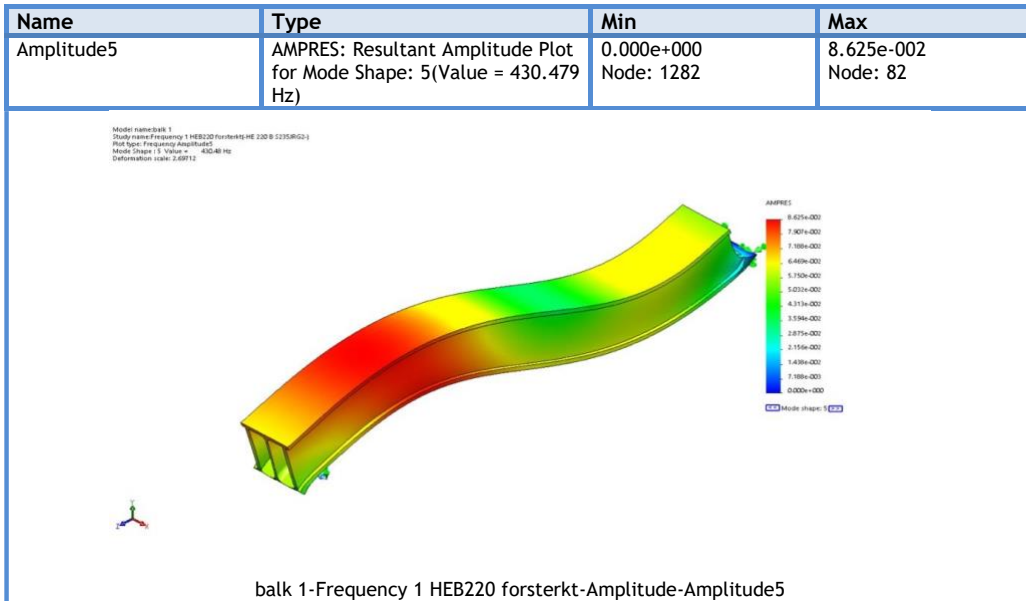 Name Type Min Max
Amplitude5 AMPRES: Resultant Amplitude Plot 0.000e+000 8.625e-002
for Mode Shape: 5(Value = 430.479 Node: 1282 Node: 82
Hz)
Model name:balk 1
Study name:Frequency 1 HEB220 forsterkt(-HE 220 B S235JRG2-)
Plot type: Frequency Amplitude5
Mode Shape : 5 Value = 430.48 Hz
Deformation scale: 2.69712
AMPRES
8.625e-002
7.907e-002
7.188e-002
6.469e-002
5.750e-002
5.032e-002
4.313e-002
3.594e-002
2.875e-002
2.156e-002
1.438e-002
7.188e-003
0.000e+000
Mode shape: 5
Y
Z X
balk 1-Frequency 1 HEB220 forsterkt-Amplitude-Amplitude5